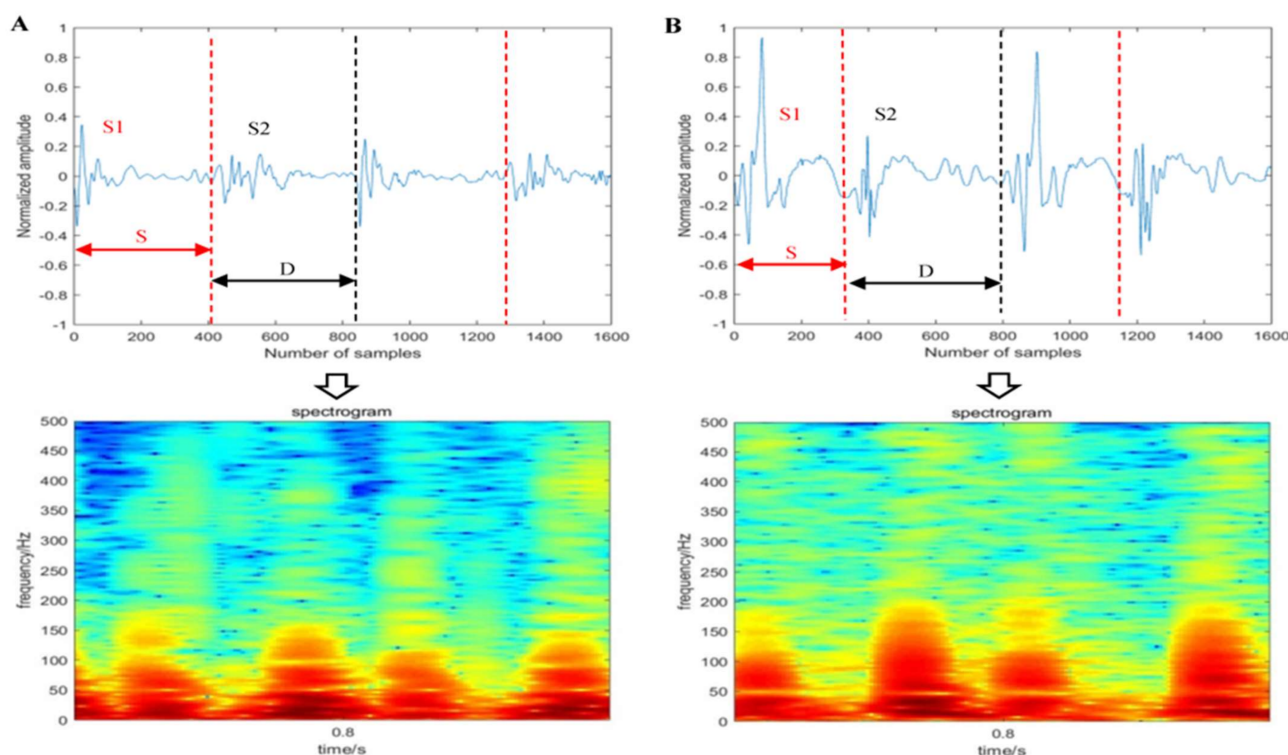 A
1
0.8
0.6
0.4
0.2
0
-0.2
-0.4
-0.6
-0.8
-1
Normalized amplitude
S1
S2
S
D
0 200 400 600 800 1000 1200 1400 1600
Number of samples
B
1
0.8
0.6
0.4
0.2
0
-0.2
-0.4
-0.6
-0.8
-1
Normalized amplitude
S1
S2
S
D
0 200 400 600 800 1000 1200 1400 1600
Number of samples
spectrogram
500
450
400
350
300
250
200
150
100
50
0
frequency/Hz
0.8
time/s
spectrogram
500
450
400
350
300
250
200
150
100
50
0
frequency/Hz
0.8
time/s